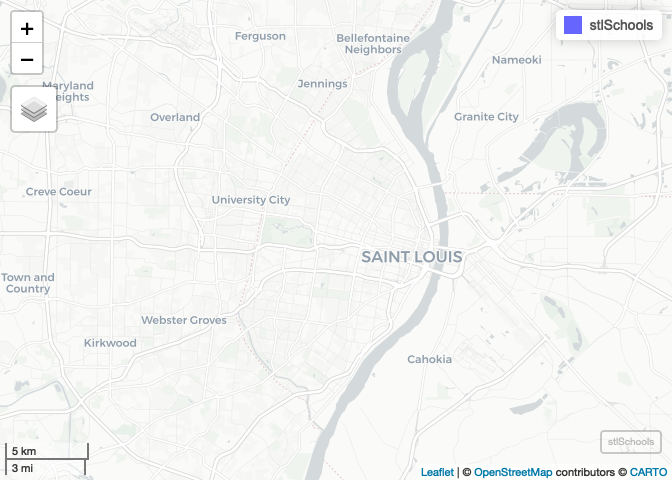 +
−
stlSchools
Ferguson
Bellefontaine
Neighbors
Nameoki
Maryland
Heights
Jennings
Overland
Granite City
Creve Coeur
University City
SAINT LOUIS
Town and
Country
Webster Groves
Kirkwood
Cahokia
stlSchools
5 km
3 mi
Leaflet | © OpenStreetMap contributors © CARTO